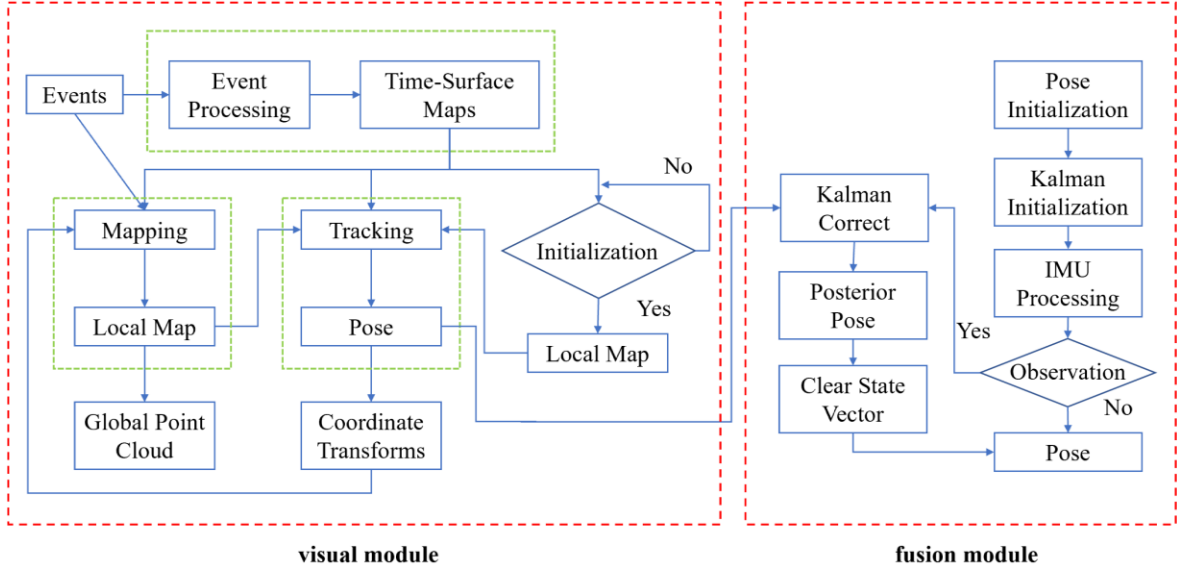 Events
Event
Processing
Time-Surface
Maps
No
Mapping
Tracking
Initialization
Yes
Local Map
Pose
Local Map
Global Point
Cloud
Coordinate
Transforms
visual module
Pose
Initialization
Kalman
Correct
Kalman
Initialization
Posterior
Pose
IMU
Processing
Yes
Observation
Clear State
Vector
No
Pose
fusion module